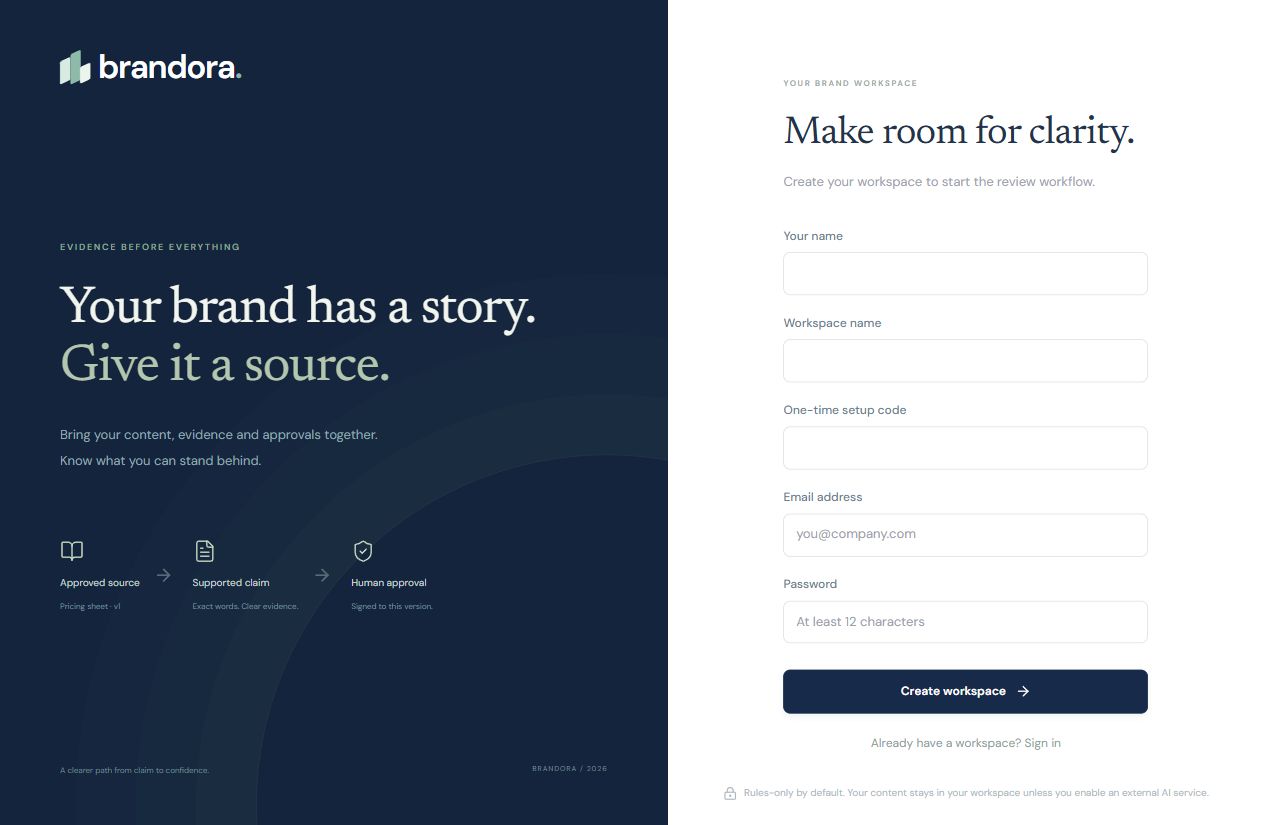 brandora.
EVIDENCE BEFORE EVERYTHING
Your brand has a story.
Give it a source.
Bring your content, evidence and approvals together.
Know what you can stand behind.
Approved source
Pricing sheet · v1
Supported claim
Exact words. Clear evidence.
Human approval
Signed to this version.
A clearer path from claim to confidence.
BRANDORA / 2026
YOUR BRAND WORKSPACE
Make room for clarity.
Create your workspace to start the review workflow.
Your name
Workspace name
One-time setup code
Email address
you@company.com
Password
At least 12 characters
Create workspace →
Already have a workspace? Sign in
Rules-only by default. Your content stays in your workspace unless you enable an external AI service.